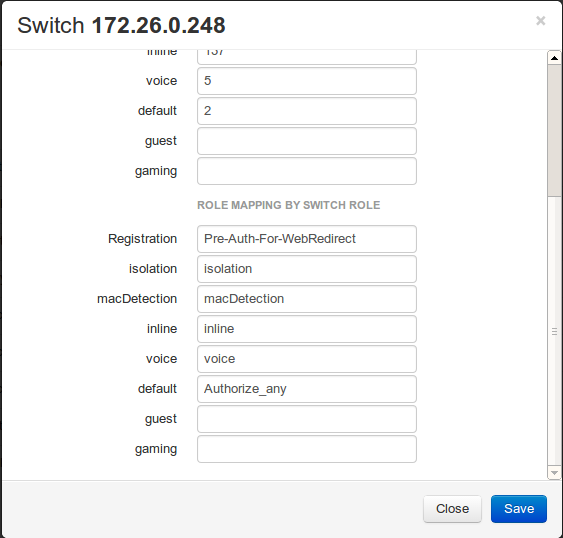 Switch 172.26.0.248 ×
inline 137
voice 5
default 2
guest
gaming
ROLE MAPPING BY SWITCH ROLE
Registration Pre-Auth-For-WebRedirect
isolation isolation
macDetection macDetection
inline inline
voice voice
default Authorize_any
guest
gaming
Close Save